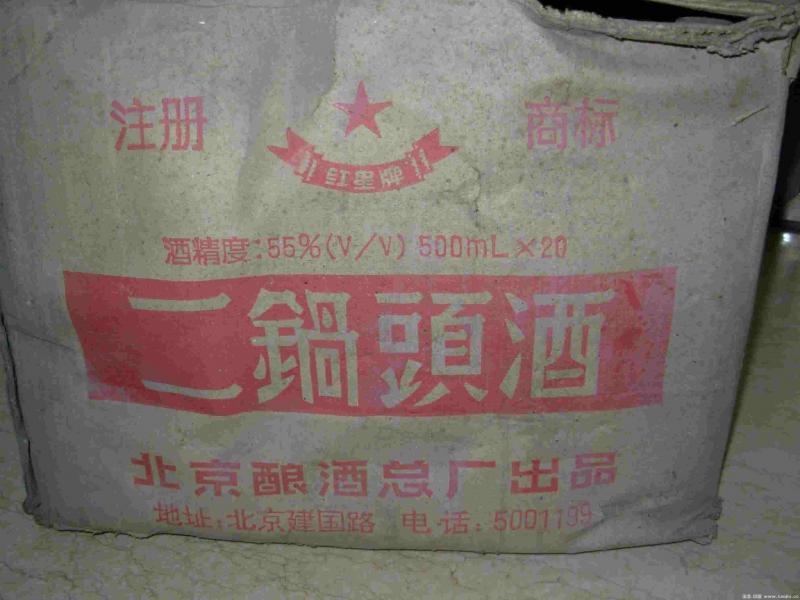 注册 商标
红星牌
酒精度:55%(V/V) 500mL×20
二鍋頭酒
北京酿酒总厂出品
地址:北京建国路 电话:5001199